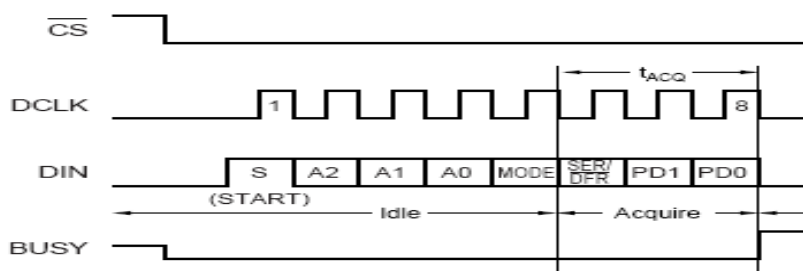 CS
tACQ
DCLK 1 8
DIN S A2 A1 A0 MODE SER/DFR PD1 PD0
(START)
Idle Acquire
BUSY